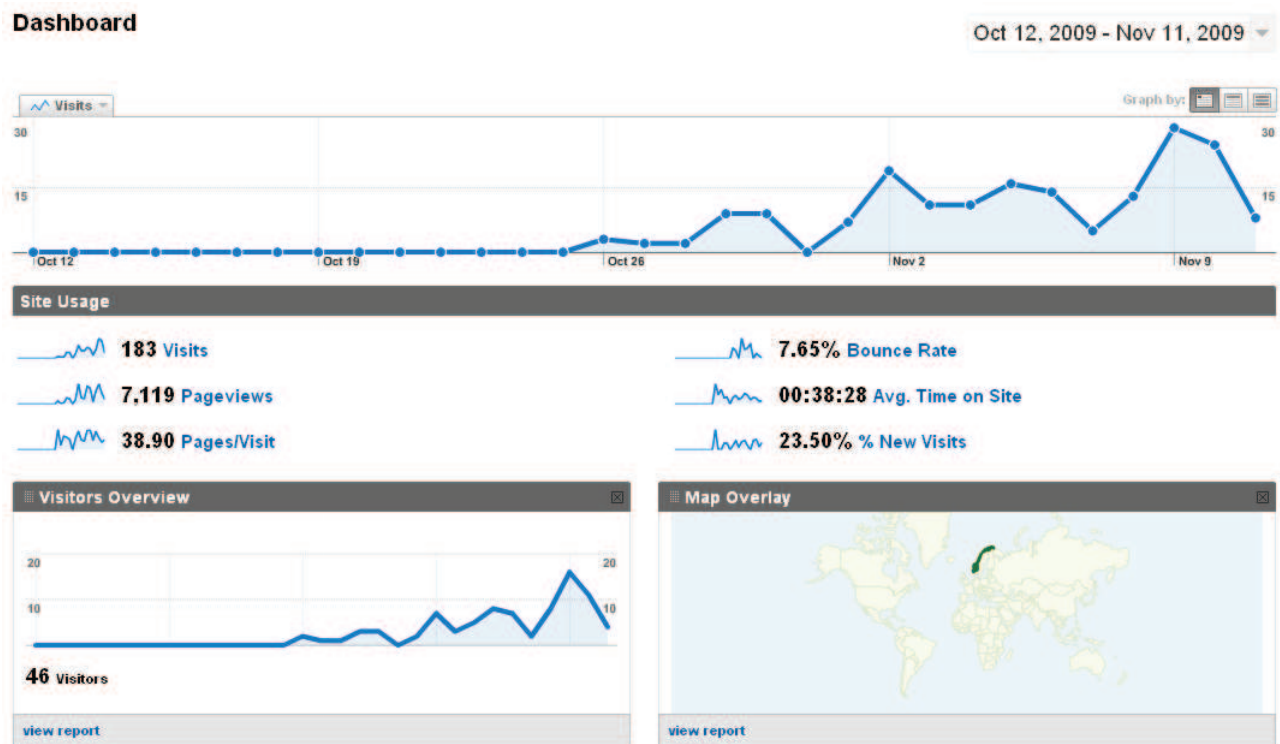 Dashboard
Oct 12, 2009 - Nov 11, 2009
Visits
Graph by:
30
30
15
15
Oct 12
Oct 19
Oct 26
Nov 2
Nov 9
Site Usage
183 Visits
7.65% Bounce Rate
7,119 Pageviews
00:38:28 Avg. Time on Site
38.90 Pages/Visit
23.50% % New Visits
Visitors Overview
Map Overlay
20
20
10
10
46 Visitors
view report
view report